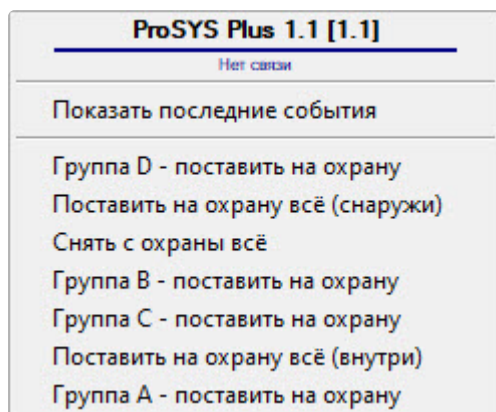 ProSYS Plus 1.1 [1.1]
Нет связи
Показать последние события
Группа D - поставить на охрану
Поставить на охрану всё (снаружи)
Снять с охраны всё
Группа B - поставить на охрану
Группа C - поставить на охрану
Поставить на охрану всё (внутри)
Группа A - поставить на охрану